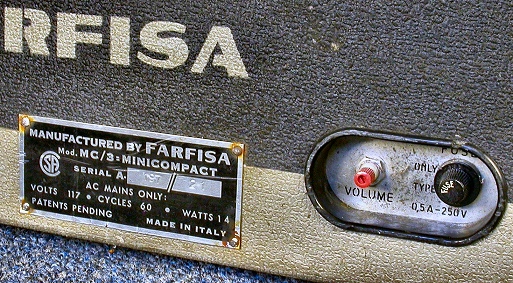 RFISA
MANUFACTURED BY FARFISA
Mod. MC/3=MINICOMPACT
SERIAL A.
AC MAINS ONLY:
VOLTS 117 • CYCLES 60 • WATTS 14
PATENTS PENDING
MADE IN ITALY
VOLUME
ONLY
TYPE
FUSE
0,5A-250V